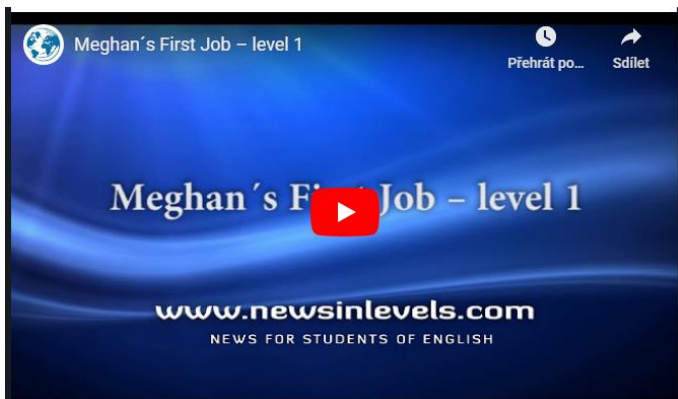 Meghan´s First Job – level 1
Přehrát po...
Sdílet
Meghan´s First Job – level 1
www.newsinlevels.com
NEWS FOR STUDENTS OF ENGLISH